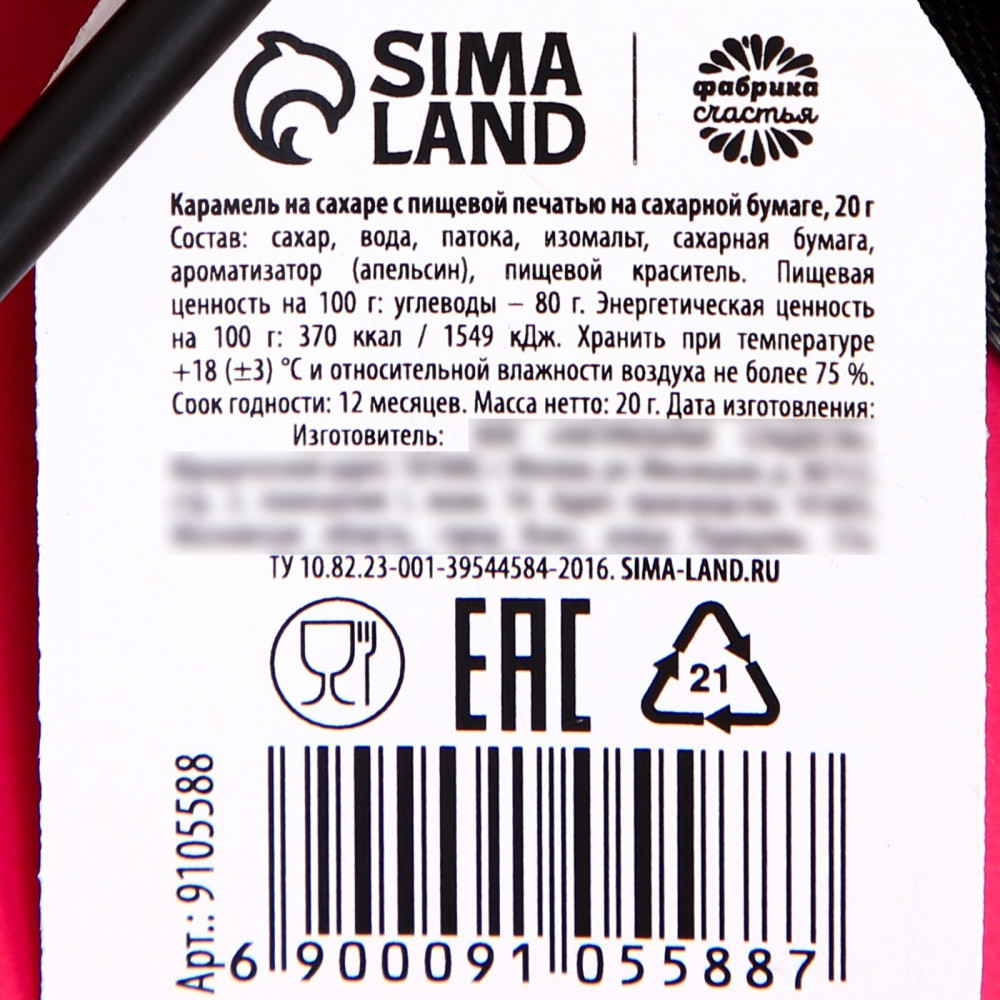 SIMA
LAND
фабрика
счастья
Карамель на сахаре с пищевой печатью на сахарной бумаге, 20 г
Состав: сахар, вода, патока, изомальт, сахарная бумага,
ароматизатор (апельсин), пищевой краситель. Пищевая
ценность на 100 г: углеводы – 80 г. Энергетическая ценность
на 100 г: 370 ккал / 1549 кДж. Хранить при температуре
+18 (±3) °С и относительной влажности воздуха не более 75 %.
Срок годности: 12 месяцев. Масса нетто: 20 г. Дата изготовления:
Изготовитель:
ТУ 10.82.23-001-39544584-2016. SIMA-LAND.RU
EAC
21
Арт.: 9105588
6 900091 055887